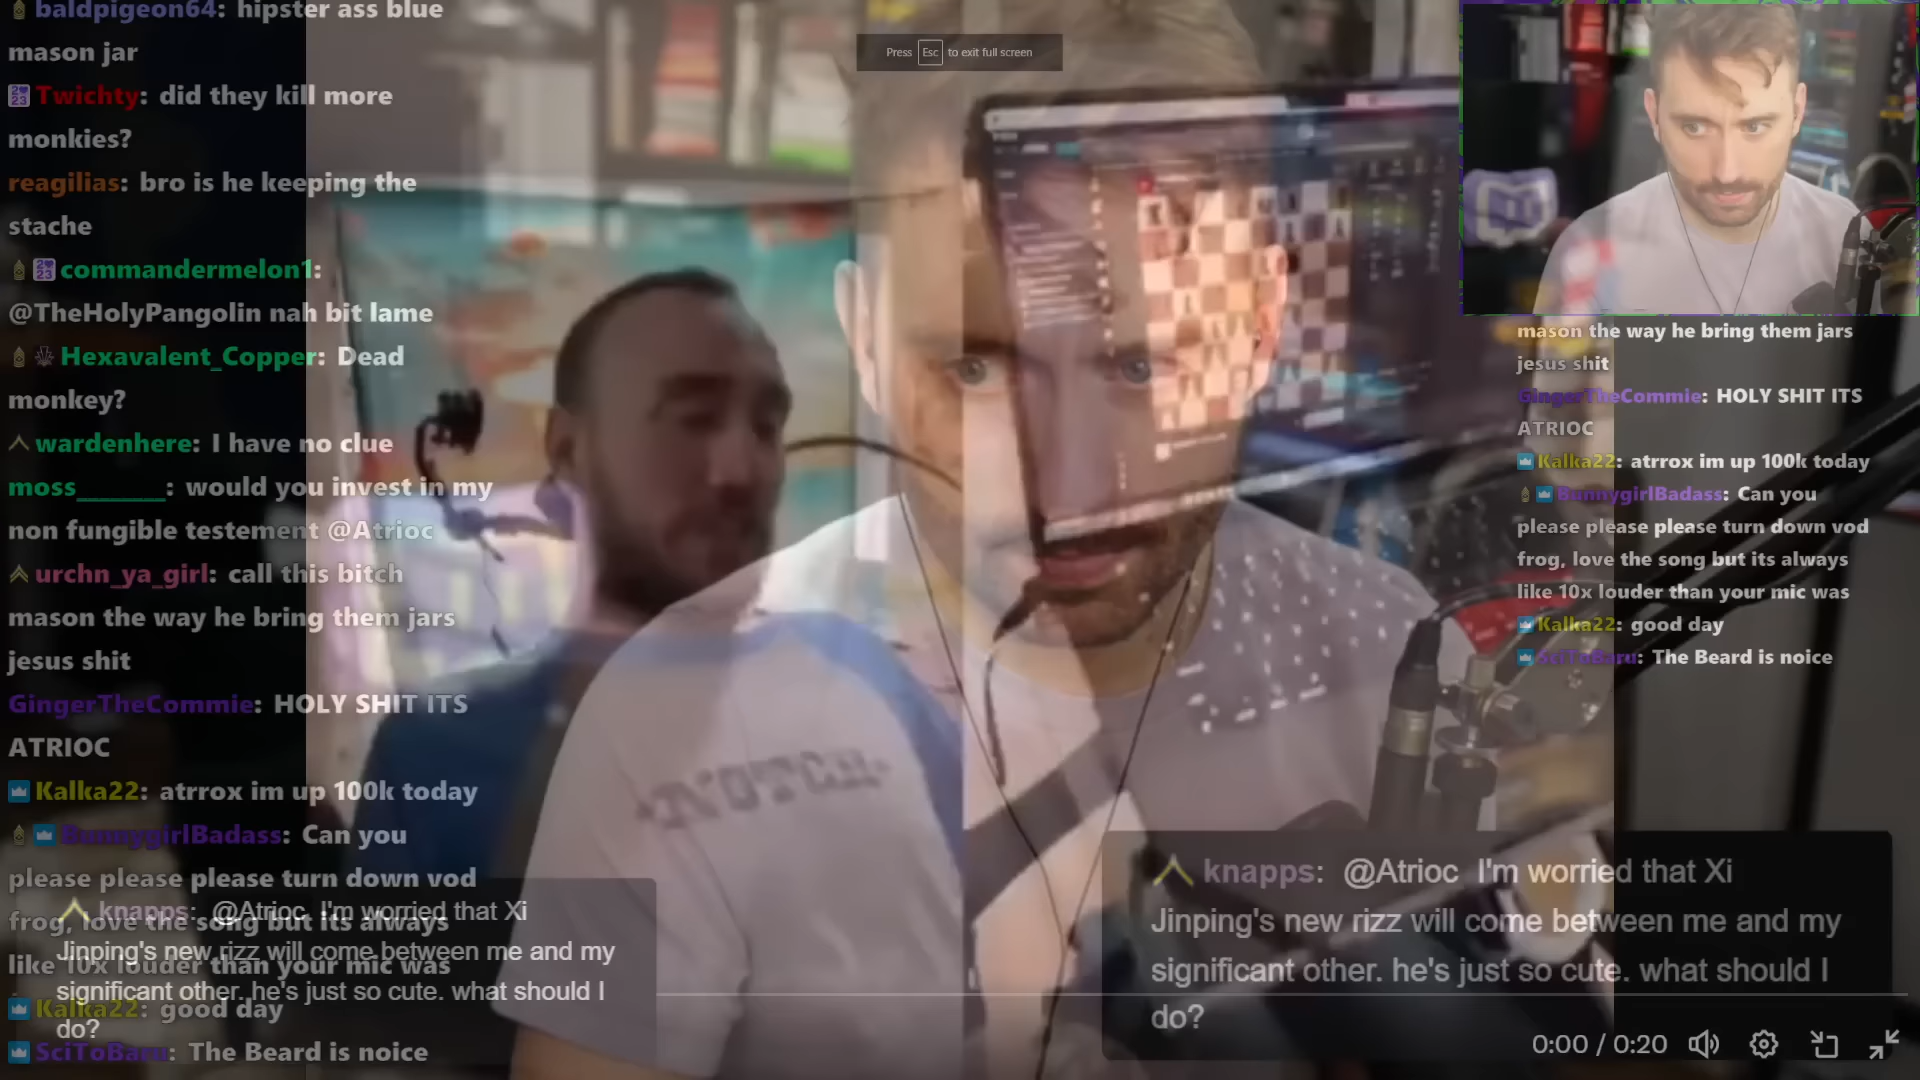 baldpigeon64: hipster ass blue
mason jar
Twichty: did they kill more
monkies?
reagilias: bro is he keeping the
stache
commandermelon1:
@TheHolyPangolin nah bit lame
Hexavalent_Copper: Dead
monkey?
wardenhere: I have no clue
moss________: would you invest in my
non fungible testement @Atrioc
urchn_ya_girl: call this bitch
mason the way he bring them jars
jesus shit
GingerTheCommie: HOLY SHIT ITS
ATRIOC
Kalka22: atrrox im up 100k today
BunnygirlBadass: Can you
please please please turn down vod
frog, love the song but its always
like 10x louder than your mic was
Kalka22: good day
SciToBaru: The Beard is noice
knapps: @Atrioc I'm worried that Xi
Jinping's new rizz will come between me and my
significant other. he's just so cute. what should I
do?
Press Esc to exit full screen
mason the way he bring them jars
jesus shit
GingerTheCommie: HOLY SHIT ITS
ATRIOC
Kalka22: atrrox im up 100k today
BunnygirlBadass: Can you
please please please turn down vod
frog, love the song but its always
like 10x louder than your mic was
Kalka22: good day
SciToBaru: The Beard is noice
knapps: @Atrioc I'm worried that Xi
Jinping's new rizz will come between me and my
significant other. he's just so cute. what should I
do?
0:00 / 0:20